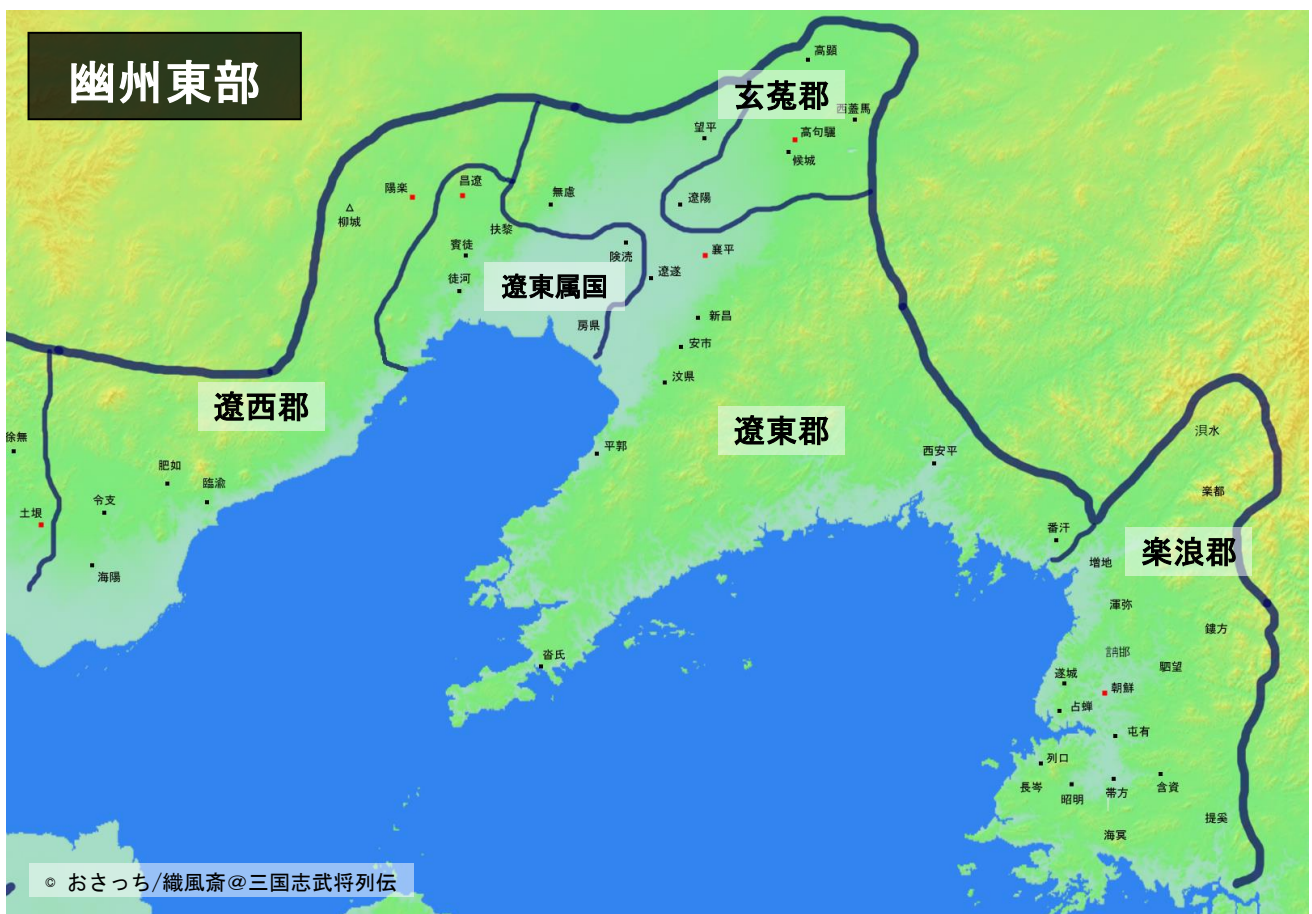 幽州東部
高顕
玄菟郡
西蓋馬
望平
高句驪
候城
陽楽
昌遼
無慮
遼陽
柳城
扶黎
賓徒
険瀆
襄平
徒河
遼東属国
遼遂
房県
新昌
安市
汶県
遼西郡
遼東郡
徐無
平郭
西安平
浿水
肥如
臨渝
楽都
令支
土垠
番汗
楽浪郡
海陽
増地
渾弥
鏤方
䛁邯
沓氏
駟望
遂城
朝鮮
占蝉
屯有
列口
長岑
昭明
帯方
含資
提奚
海冥
© おさっち/織風斎@三国志武将列伝